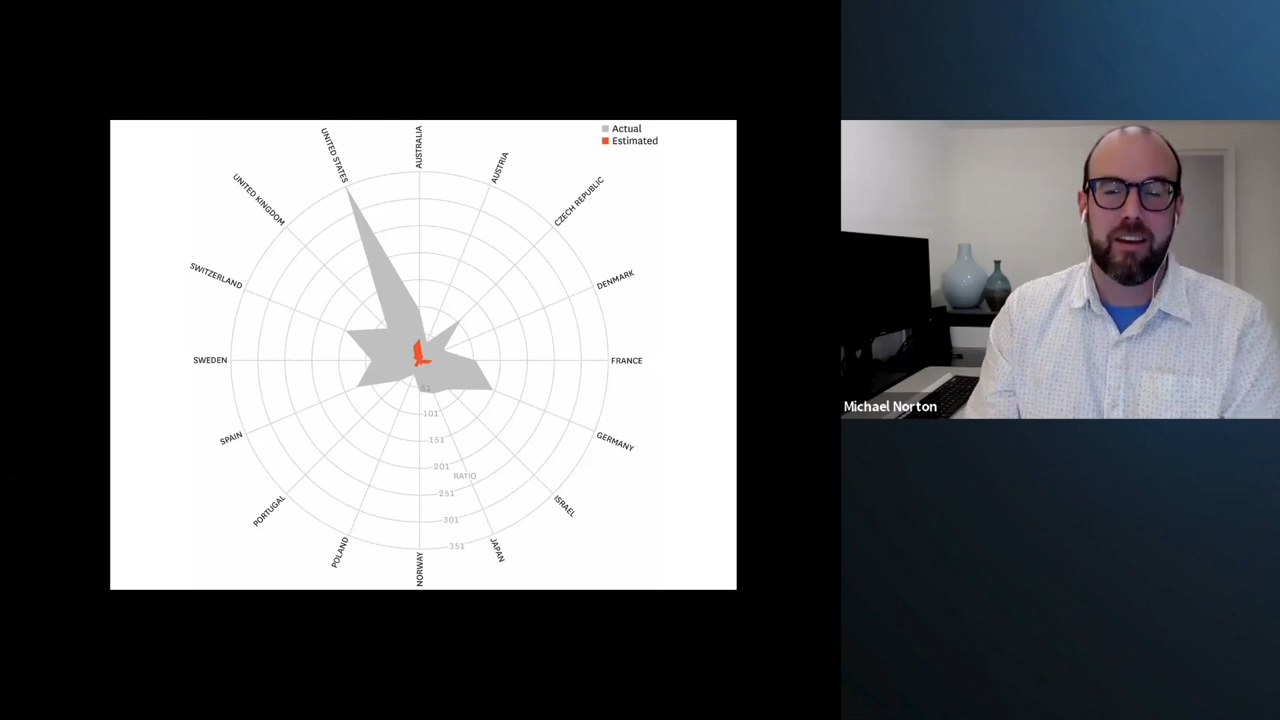 Actual
Estimated
AUSTRALIA
AUSTRIA
CZECH REPUBLIC
DENMARK
FRANCE
GERMANY
ISRAEL
JAPAN
NORWAY
POLAND
PORTUGAL
SPAIN
SWEDEN
SWITZERLAND
UNITED KINGDOM
UNITED STATES
51
101
151
201
RATIO
251
301
351
Michael Norton